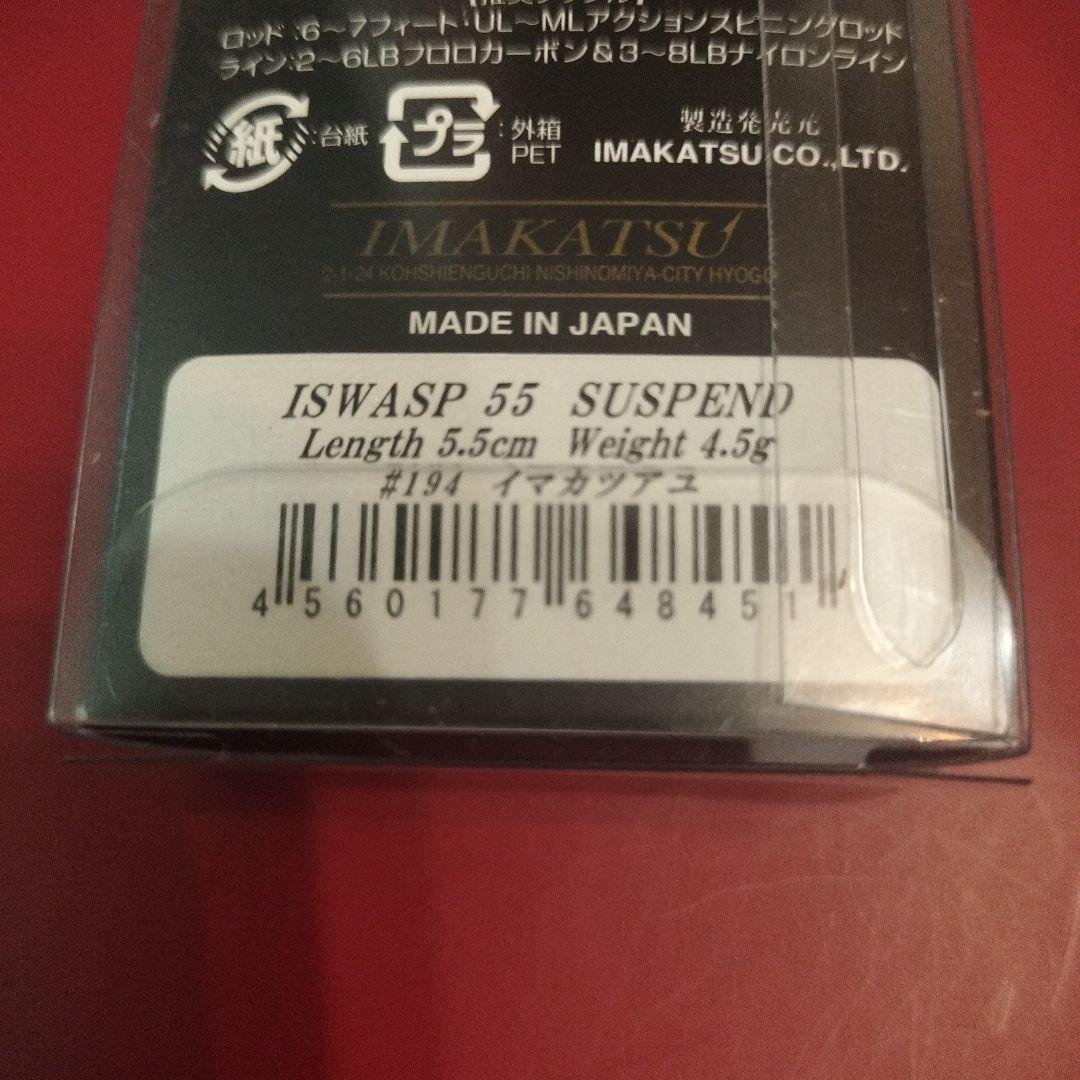 ロッド:6～7フィート・UL～MLアクションスピニングロッド
ライン:2～6LBフロロカーボン&3～8LBナイロンライン
紙 :台紙
プラ :外箱 PET
製造発売元
IMAKATSU CO.,LTD.
IMAKATSU
2-1-24 KOHSHIENGUCHI NISHINOMIYA-CITY HYOGO
MADE IN JAPAN
ISWASP 55 SUSPEND
Length 5.5cm Weight 4.5g
#194 イマカツアユ
4560177648451